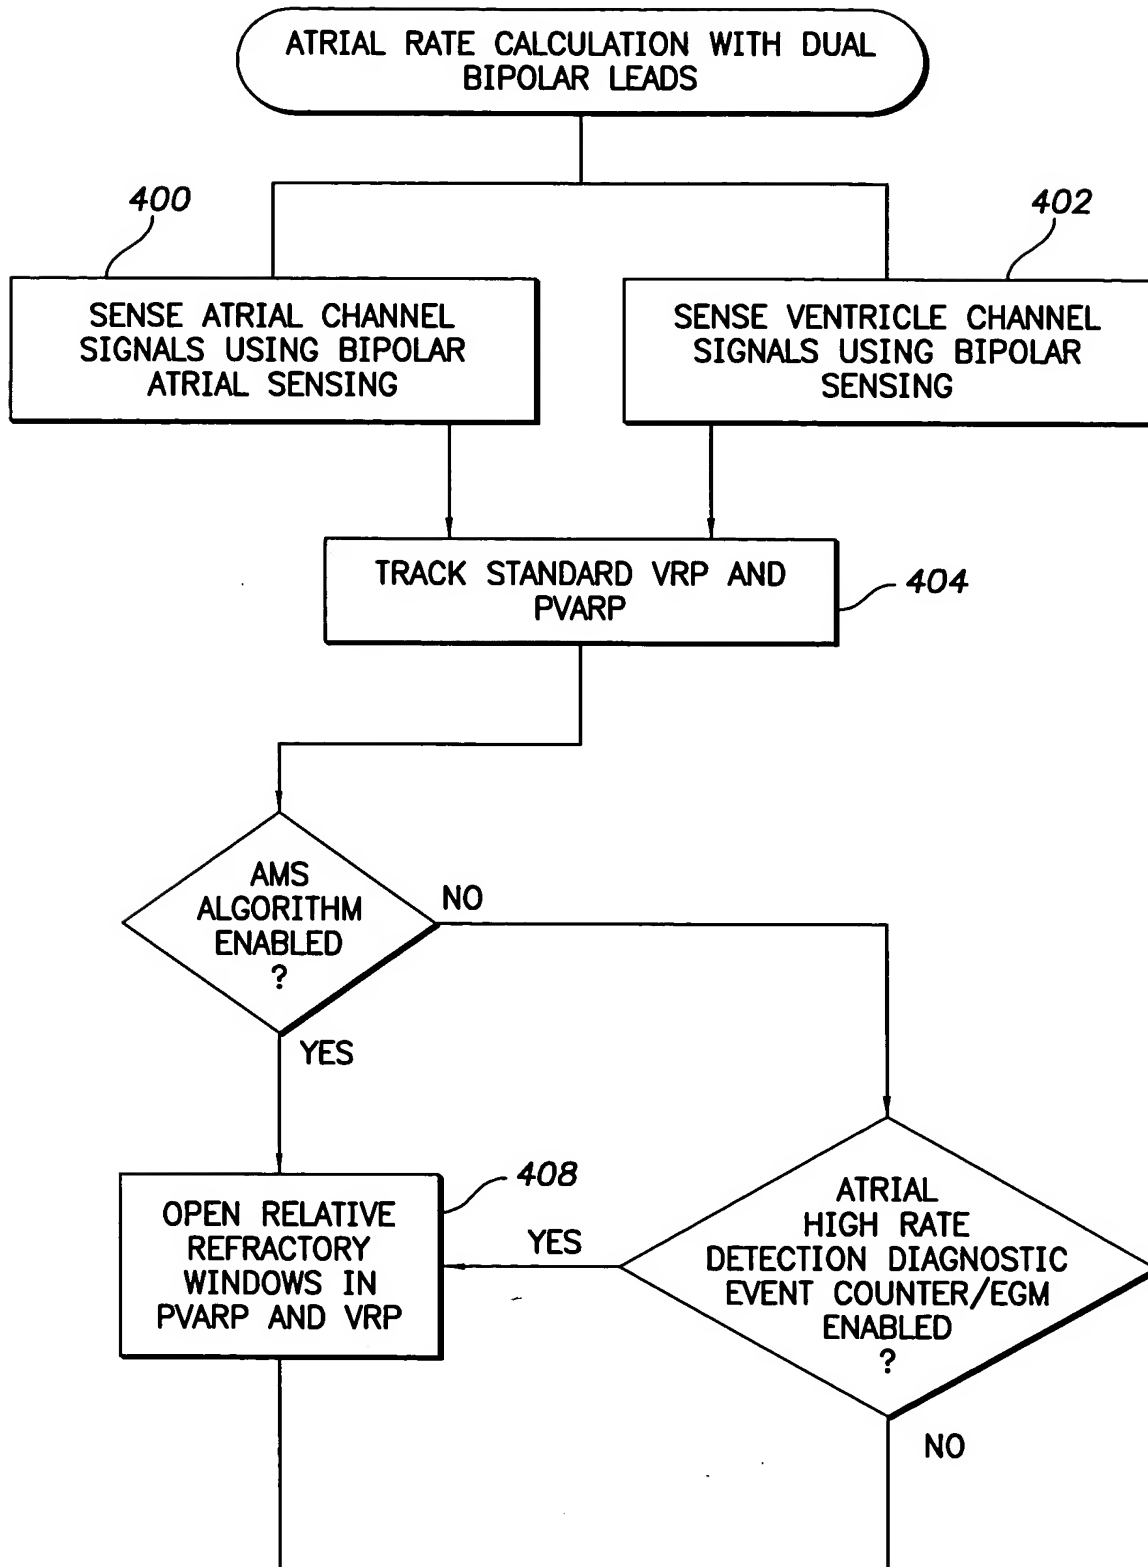 ATRIAL RATE CALCULATION WITH DUAL
BIPOLAR LEADS
400
402
SENSE ATRIAL CHANNEL
SIGNALS USING BIPOLAR
ATRIAL SENSING
SENSE VENTRICLE CHANNEL
SIGNALS USING BIPOLAR
SENSING
TRACK STANDARD VRP AND
PVARP
404
AMS
ALGORITHM
ENABLED
?
NO
YES
408
OPEN RELATIVE
REFRACTORY
WINDOWS IN
PVARP AND VRP
YES
ATRIAL
HIGH RATE
DETECTION DIAGNOSTIC
EVENT COUNTER/EGM
ENABLED
?
NO